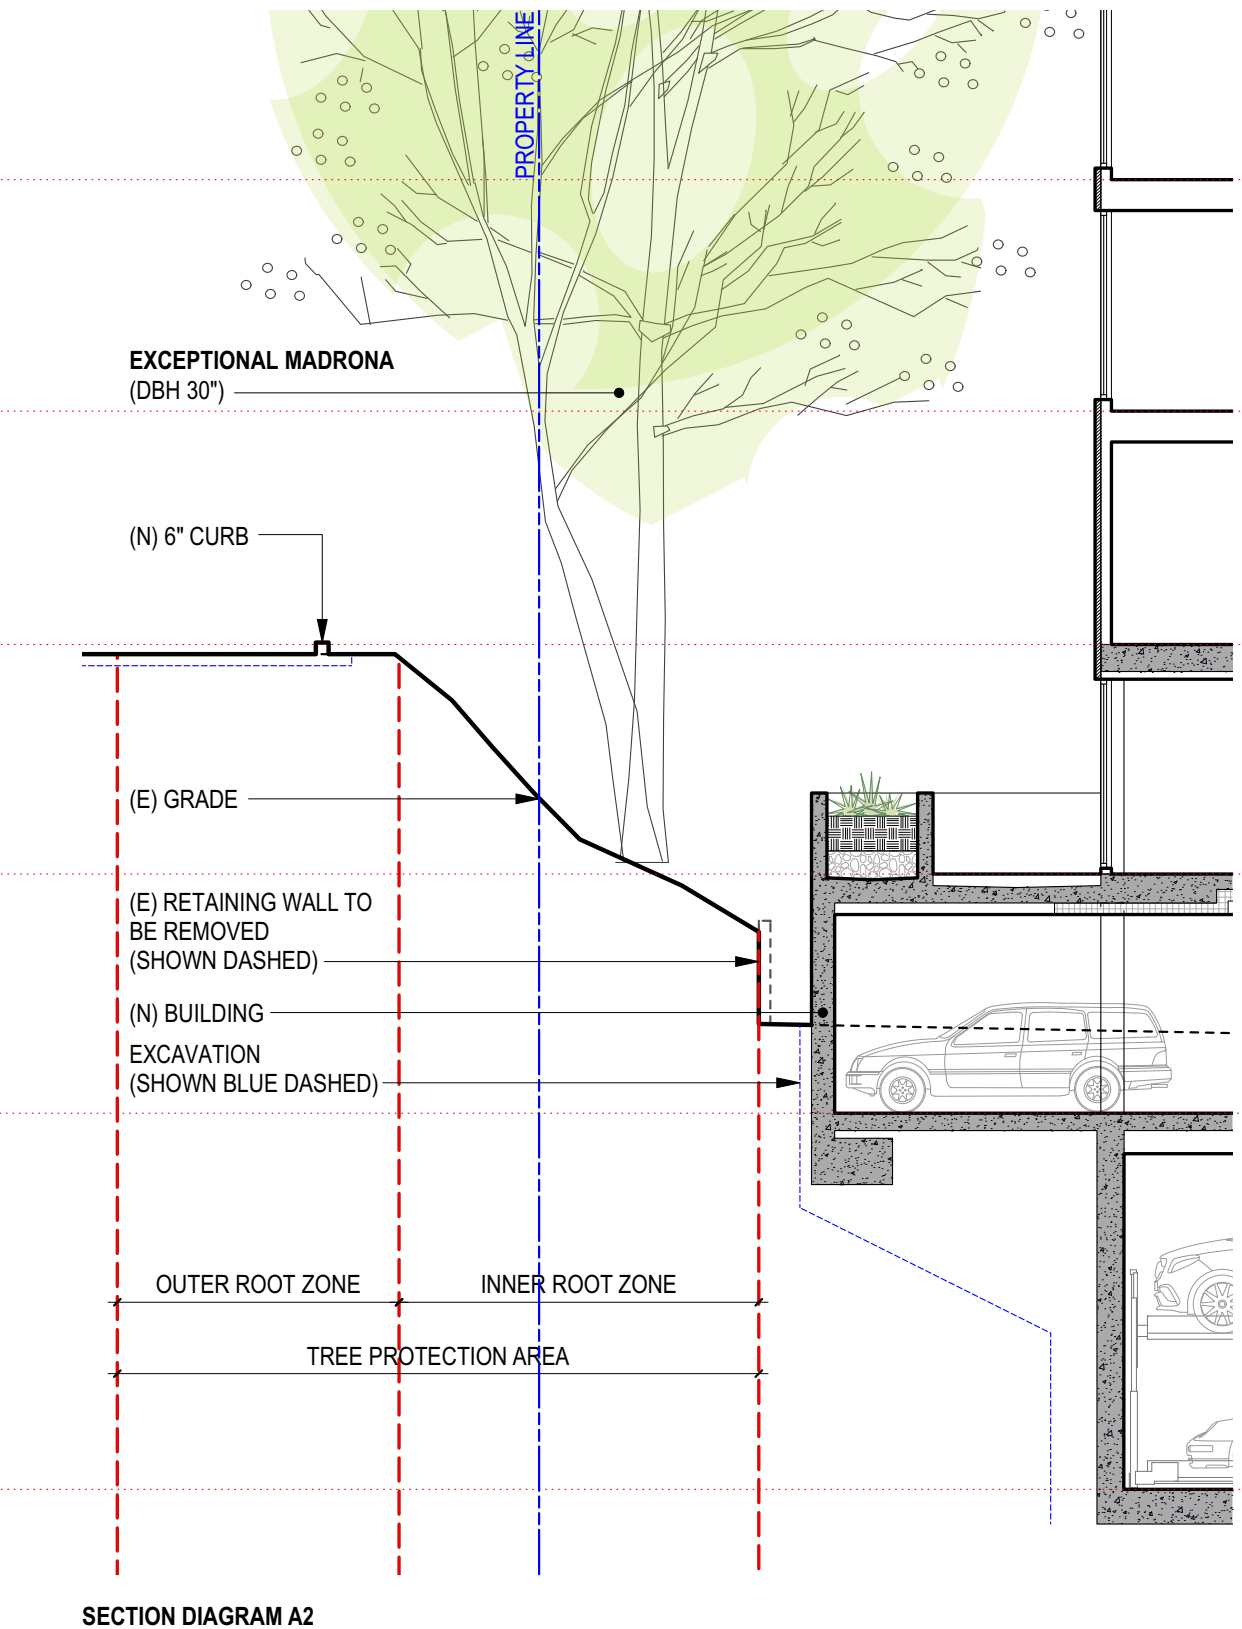 PROPERTY LINE
EXCEPTIONAL MADRONA
(DBH 30")
(N) 6" CURB
(E) GRADE
(E) RETAINING WALL TO
BE REMOVED
(SHOWN DASHED)
(N) BUILDING
EXCAVATION
(SHOWN BLUE DASHED)
OUTER ROOT ZONE
INNER ROOT ZONE
TREE PROTECTION AREA
SECTION DIAGRAM A2